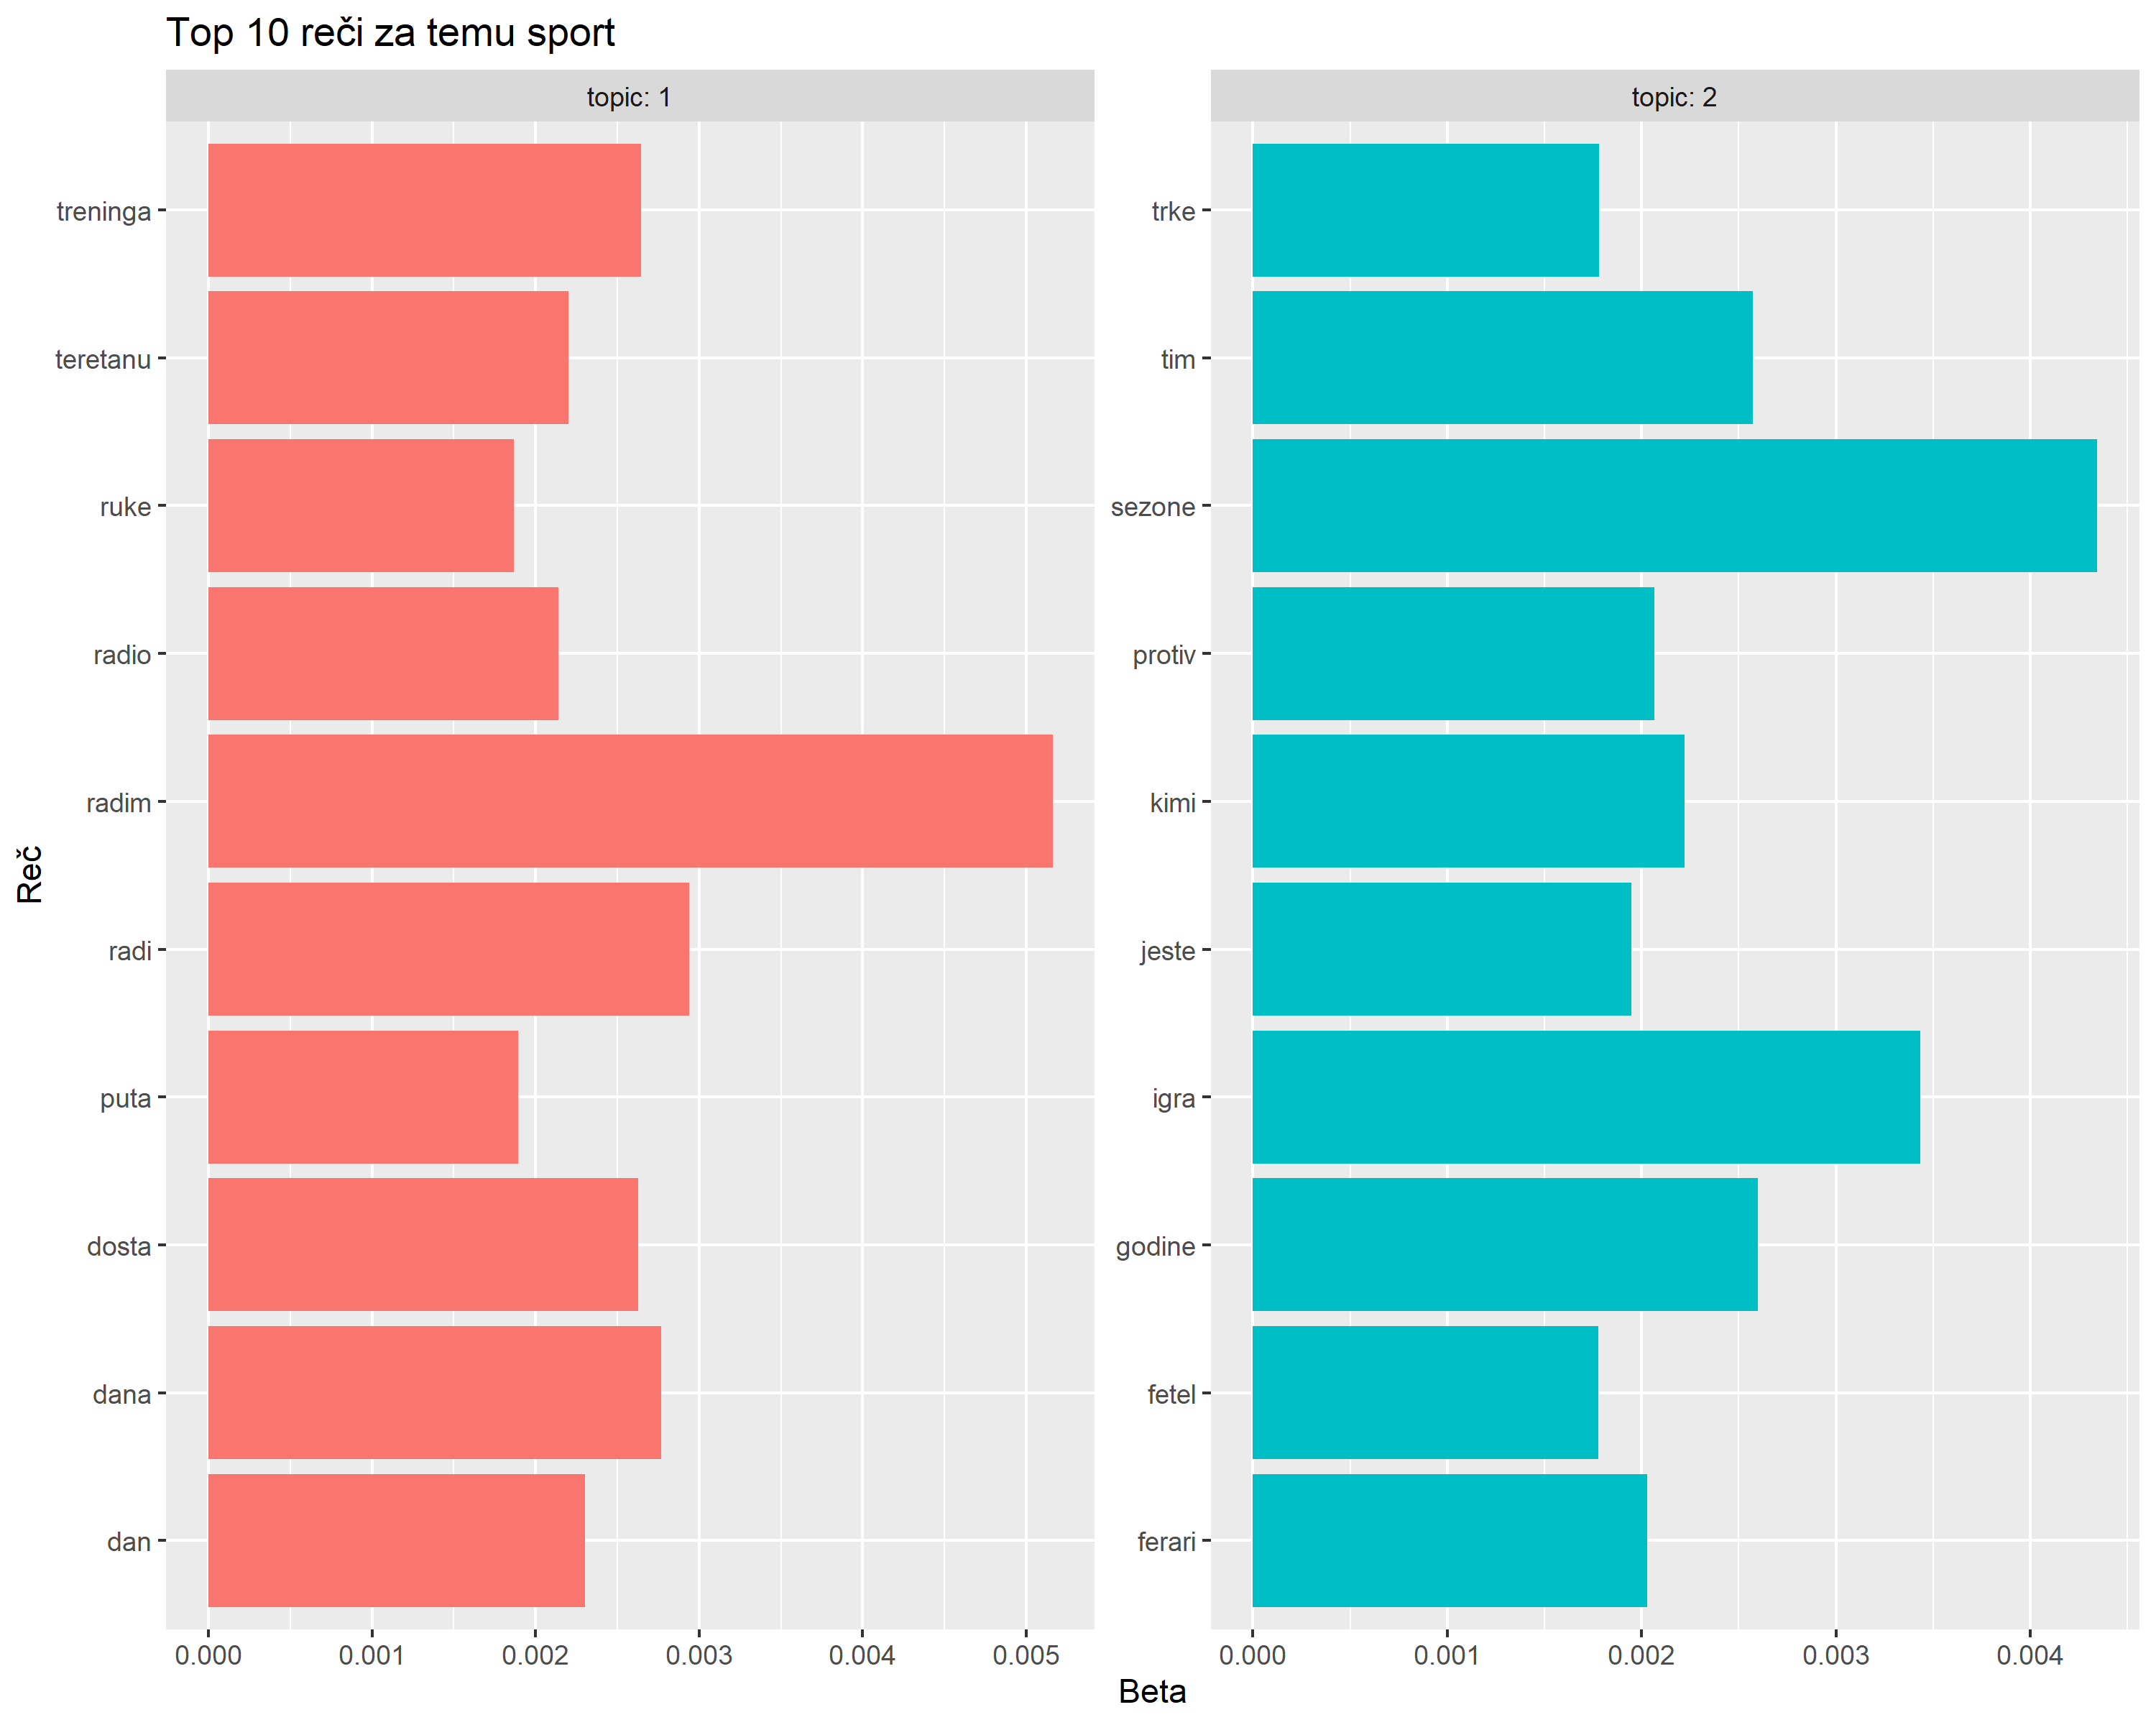 Top 10 reči za temu sport
topic: 1
treninga
teretanu
ruke
radio
radim
radi
puta
dosta
dana
dan
0.000 0.001 0.002 0.003 0.004 0.005
topic: 2
trke
tim
sezone
protiv
kimi
jeste
igra
godine
fetel
ferari
0.000 0.001 0.002 0.003 0.004
Beta
Reč